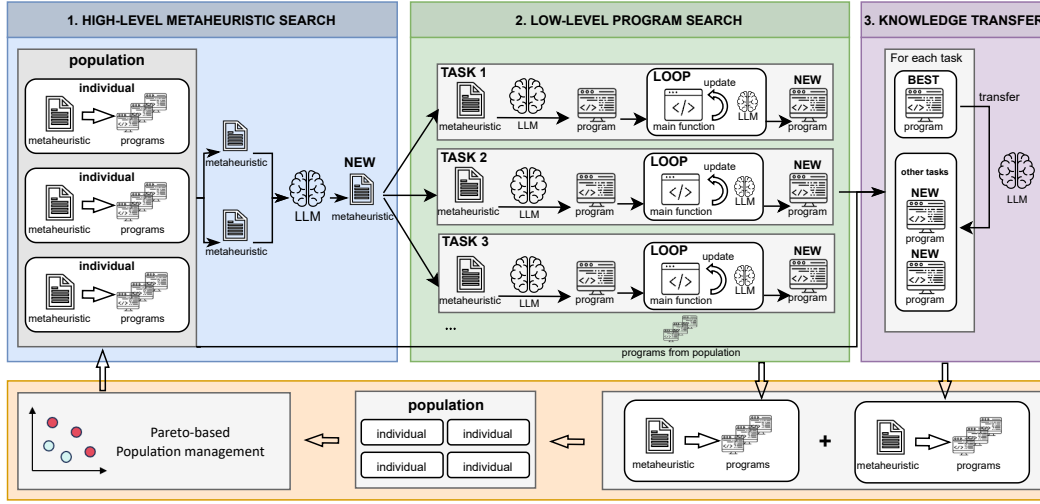 1. HIGH-LEVEL METAHEURISTIC SEARCH
population
individual
metaheuristic
programs
individual
metaheuristic
programs
individual
metaheuristic
programs
metaheuristic
metaheuristic
LLM
NEW
metaheuristic
2. LOW-LEVEL PROGRAM SEARCH
TASK 1
metaheuristic
LLM
program
LOOP
update
main function
LLM
NEW
program
TASK 2
metaheuristic
LLM
program
LOOP
update
main function
LLM
NEW
program
TASK 3
metaheuristic
LLM
program
LOOP
update
main function
LLM
NEW
program
...
programs from population
3. KNOWLEDGE TRANSFER
For each task
BEST
program
transfer
other tasks
NEW
program
NEW
program
LLM
Pareto-based
Population management
population
individual
individual
individual
individual
metaheuristic
programs
+
metaheuristic
programs